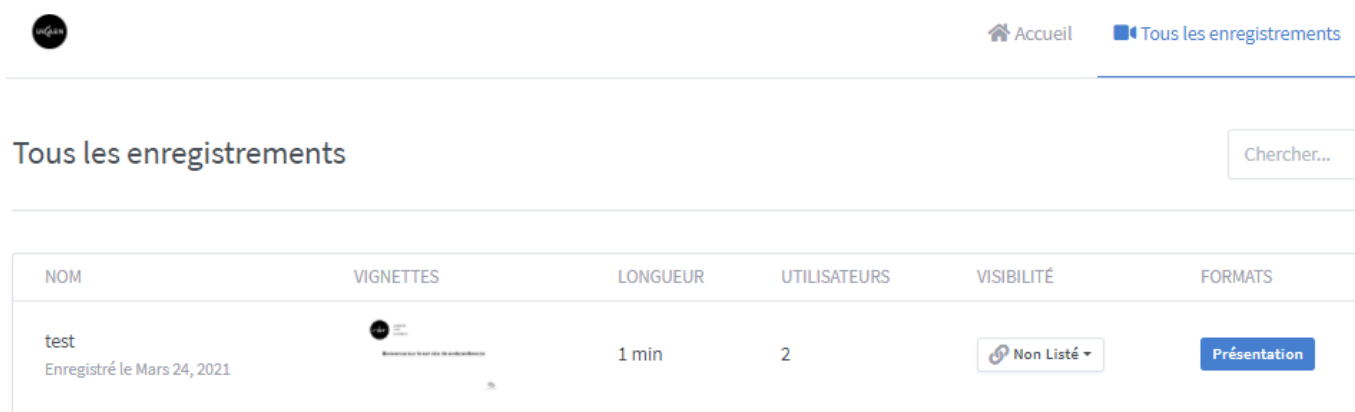 Accueil
Tous les enregistrements
Tous les enregistrements
Chercher...
NOM
VIGNETTES
LONGUEUR
UTILISATEURS
VISIBILITÉ
FORMATS
test
Enregistré le Mars 24, 2021
1 min
2
Non Listé
Présentation